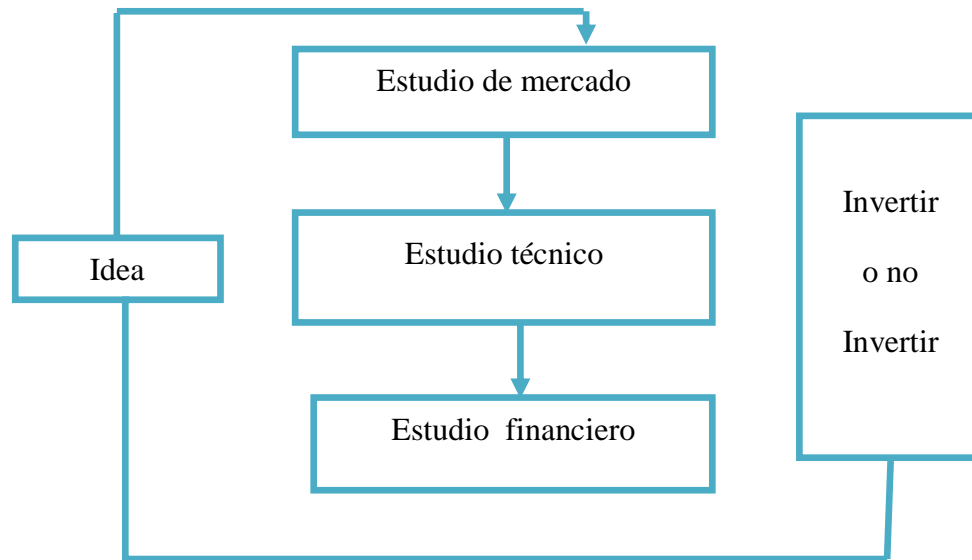 Estudio de mercado
Estudio técnico
Idea
Estudio financiero
Invertir
o no
Invertir